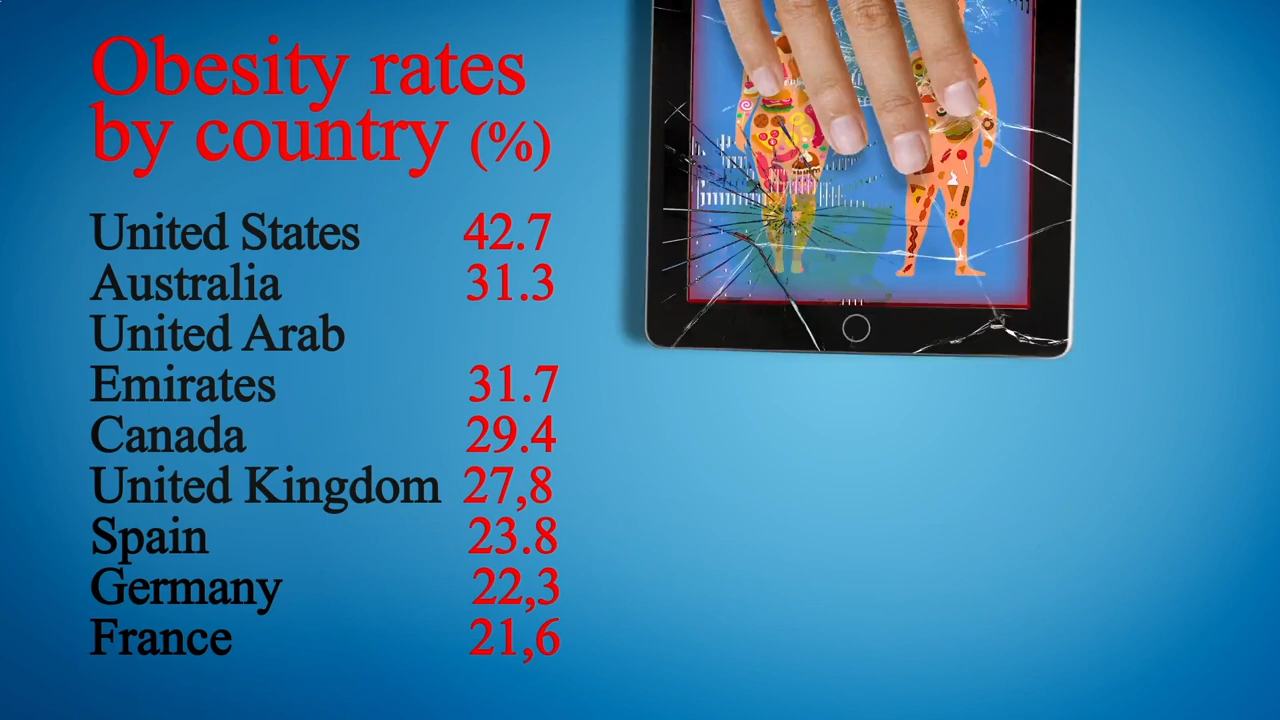 Obesity rates
by country (%)
United States 42.7
Australia 31.3
United Arab
Emirates 31.7
Canada 29.4
United Kingdom 27,8
Spain 23.8
Germany 22,3
France 21,6